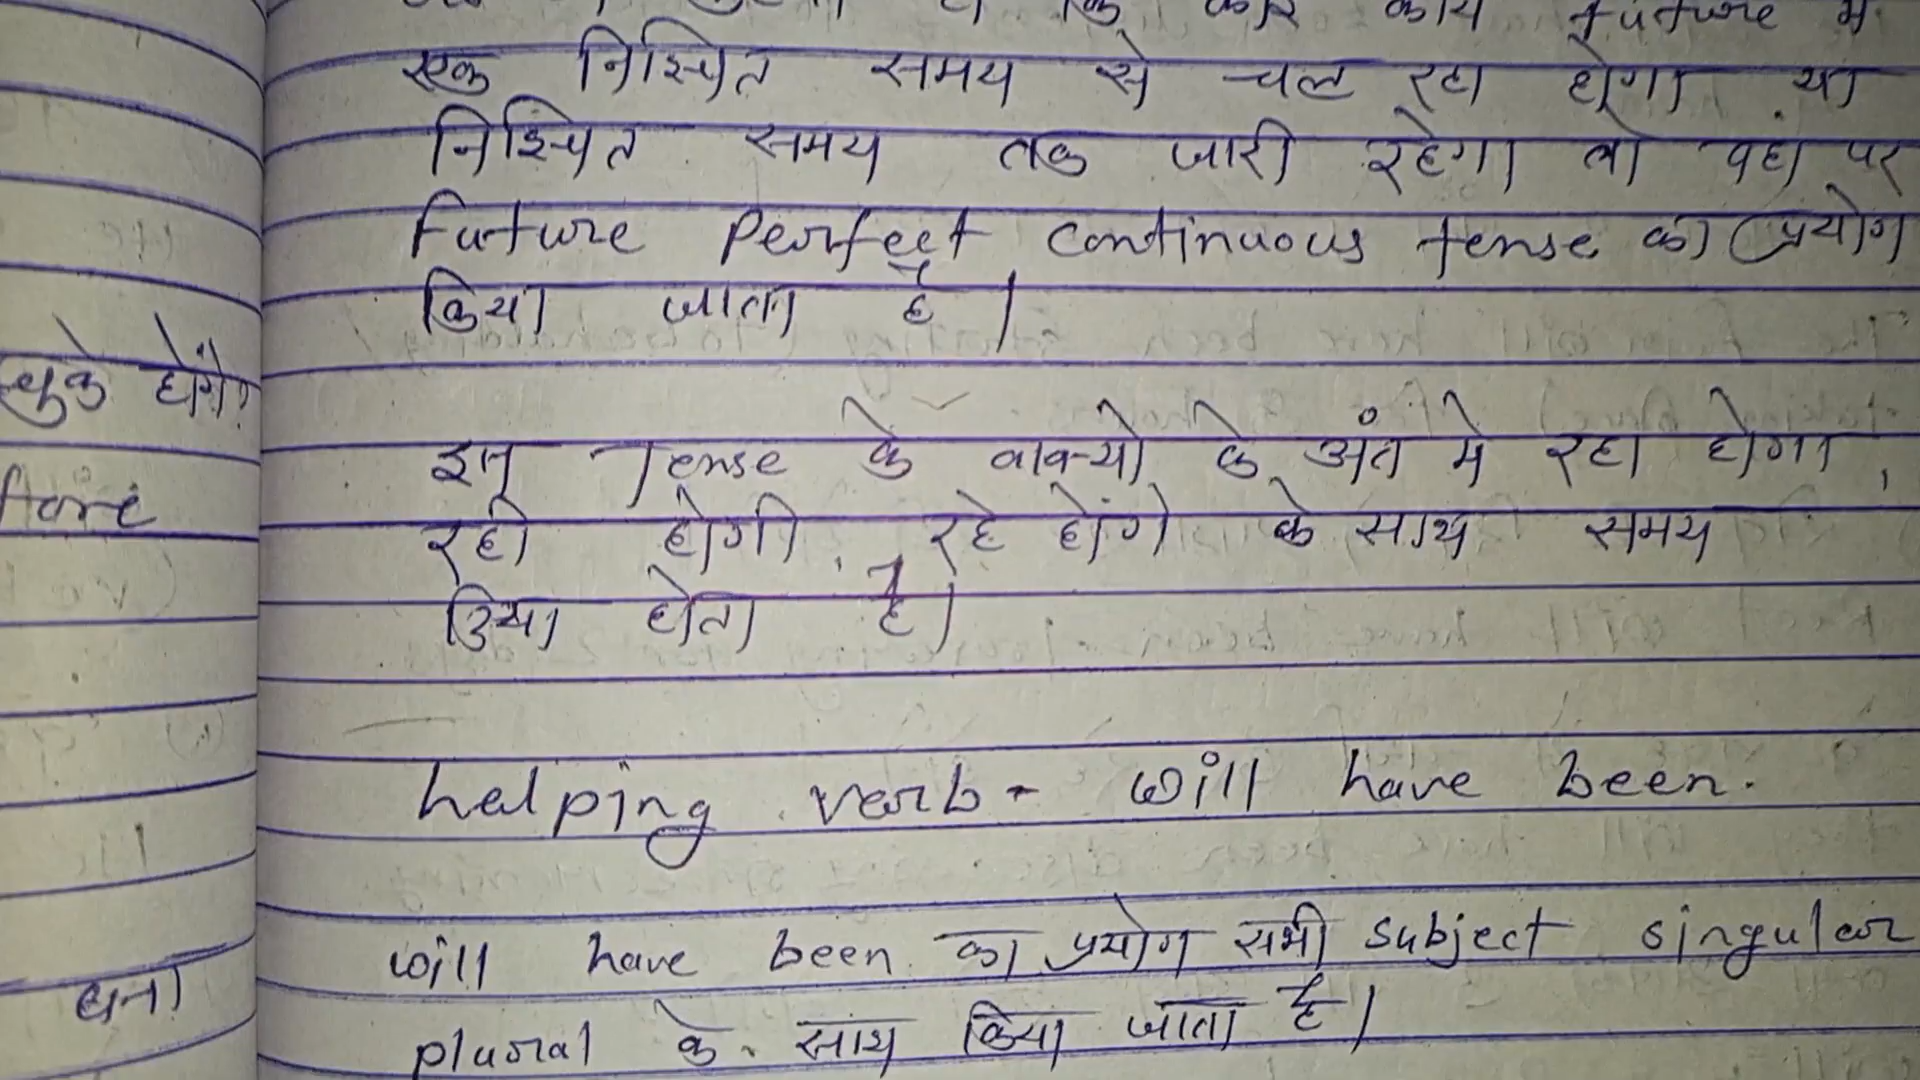 कि कोई कार्य future में
एक निश्चित समय से चल रहा होगा या
निश्चित समय तक जारी रहेगा तो वहां पर
Future Perfect Continuous tense का प्रयोग
किया जाता है।
इन Tense के वाक्यो के अंत मे रहा होगा,
रही होगी, रहे होंगे के साथ समय
दिया होता है।
helping verb - will have been.
will have been का प्रयोग सभी subject singular
plural के साथ किया जाता है।
चुके होंगे।